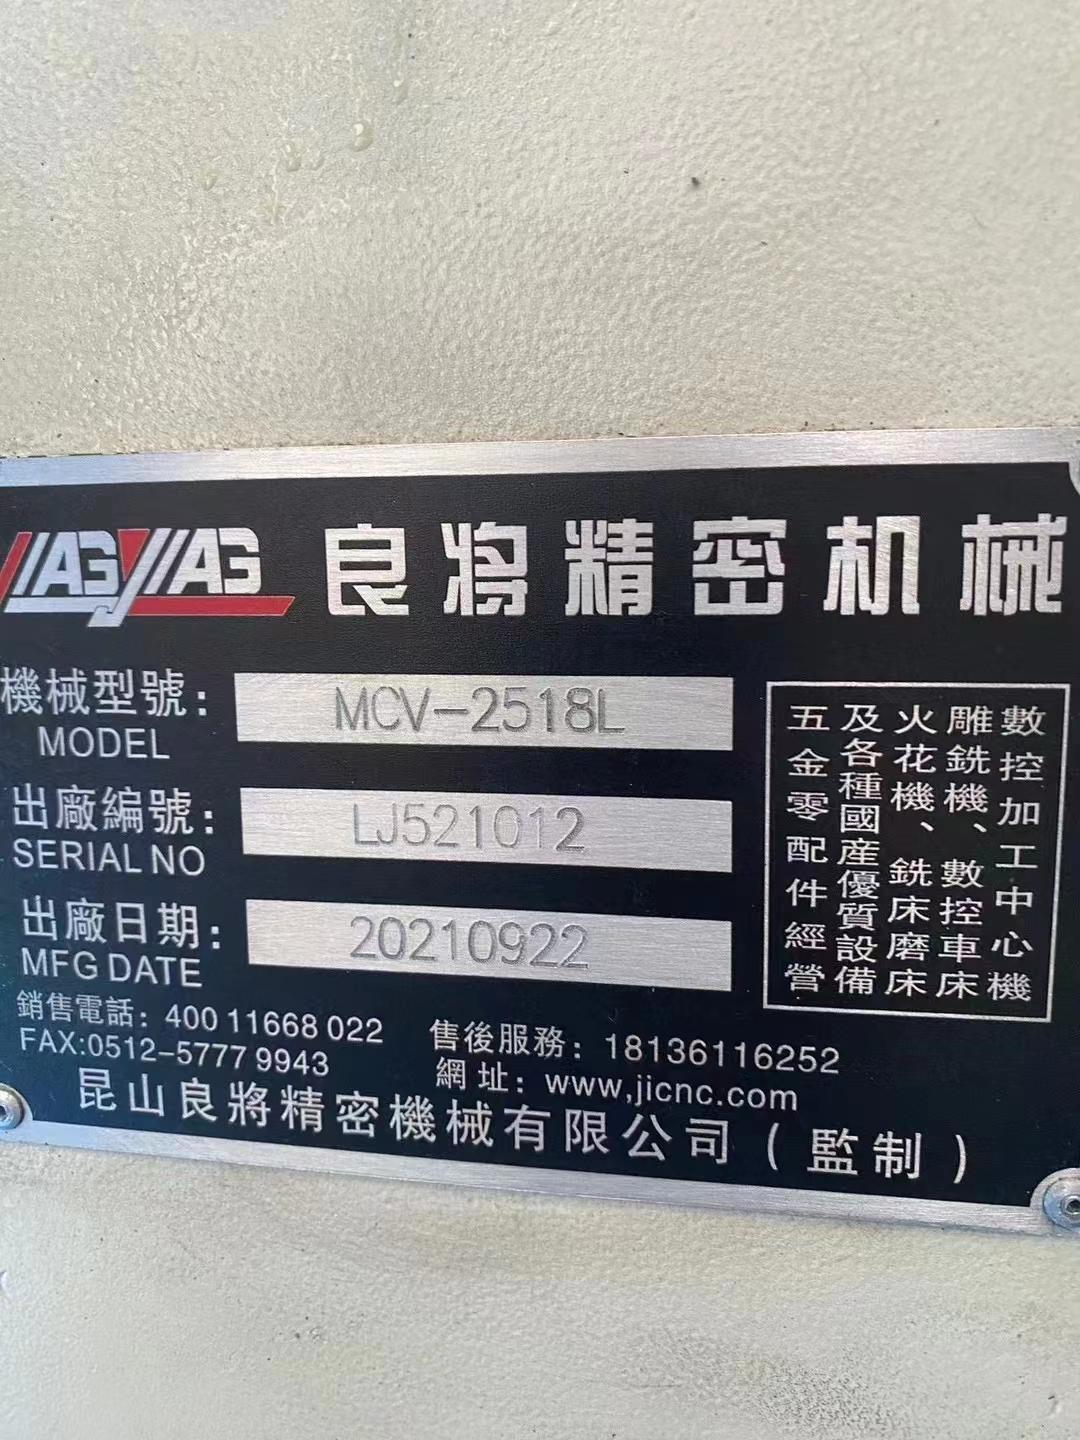 良将精密机械
機械型號：
MODEL
MCV-2518L
出廠編號：
SERIAL NO
LJ521012
出廠日期：
MFG DATE
20210922
數控加工中心機
雕銑機、數控車床
火花機、銑床磨床
及各種國産優質設備
五金零配件經營
銷售電話：400 11668 022
FAX:0512-5777 9943
售後服務：18136116252
網址：www.jicnc.com
昆山良將精密機械有限公司（監制）